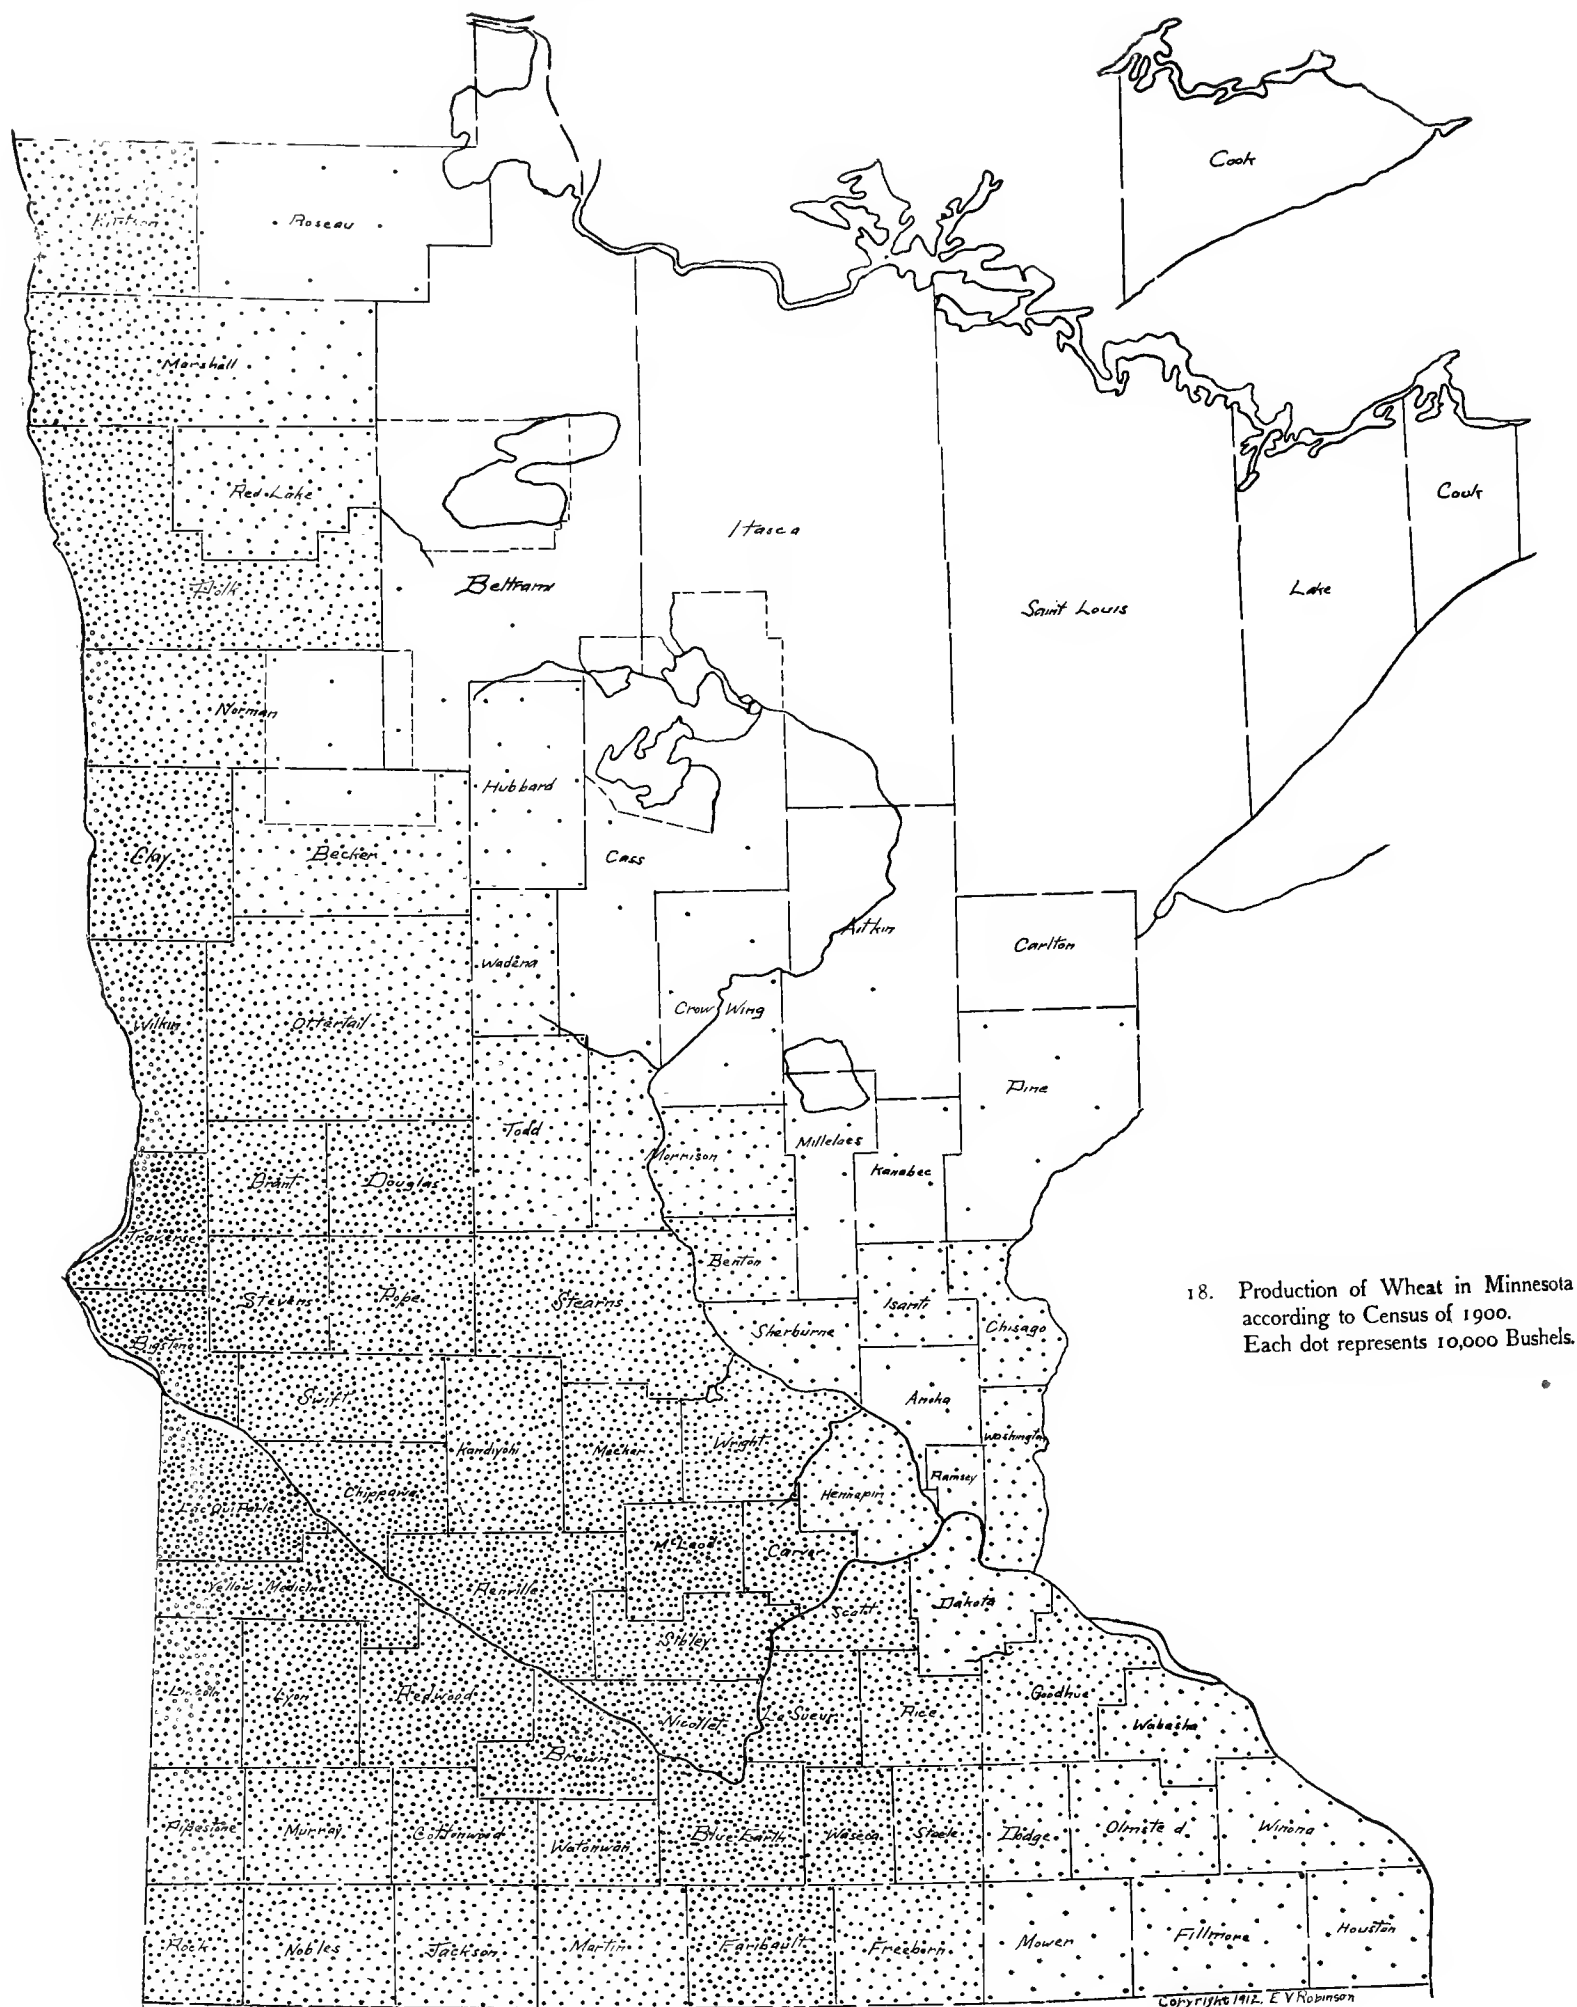 Cook
Kittson
Roseau
Marshall
Red Lake
Cook
Itasca
Polk
Beltrami
Saint Louis
Lake
Norman
Hubbard
Clay
Becker
Cass
Aitkin
Carlton
Wadena
Crow Wing
Wilkin
Ottertail
Pine
Todd
Millelacs
Morrison
Kanabec
Grant
Douglas
Traverse
Benton
Stevens
Pope
Stearns
Isanti
Sherburne
Chisago
18. Production of Wheat in Minnesota
according to Census of 1900.
Each dot represents 10,000 Bushels.
Bigstone
Swift
Anoka
Kandiyohi
Meeker
Wright
Washington
Ramsey
Lac Qui Parle
Chippawa
Hennepin
McLeod
Carver
Yellow Medicine
Renville
Scott
Dakota
Sibley
Lincoln
Lyon
Redwood
Nicollet
Le Sueur
Rice
Goodhue
Wabasha
Brown
Pipestone
Murray
Cottonwood
Watonwan
Blue Earth
Waseca
Steele
Dodge
Olmsted
Winona
Rock
Nobles
Jackson
Martin
Faribault
Freeborn
Mower
Fillmore
Houston
Copyright 1912. E V Robinson